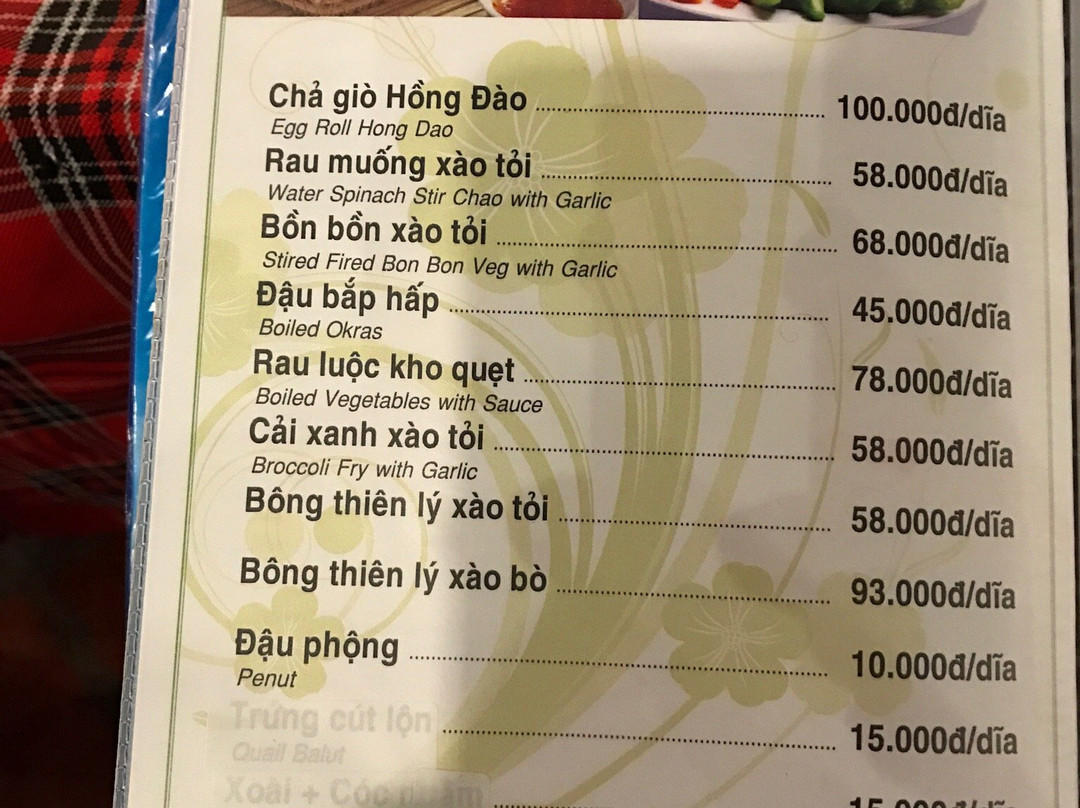 Chả giò Hồng Đào ........ 100.000đ/dĩa
Egg Roll Hong Dao
Rau muống xào tỏi ........ 58.000đ/dĩa
Water Spinach Stir Chao with Garlic
Bồn bồn xào tỏi ........ 68.000đ/dĩa
Stired Fired Bon Bon Veg with Garlic
Đậu bắp hấp ........ 45.000đ/dĩa
Boiled Okras
Rau luộc kho quẹt ........ 78.000đ/dĩa
Boiled Vegetables with Sauce
Cải xanh xào tỏi ........ 58.000đ/dĩa
Broccoli Fry with Garlic
Bông thiên lý xào tỏi ........ 58.000đ/dĩa
Bông thiên lý xào bò ........ 93.000đ/dĩa
Đậu phộng ........ 10.000đ/dĩa
Penut
Trứng cút lộn ........ 15.000đ/dĩa
Quail Balut
Xoài + Cóc